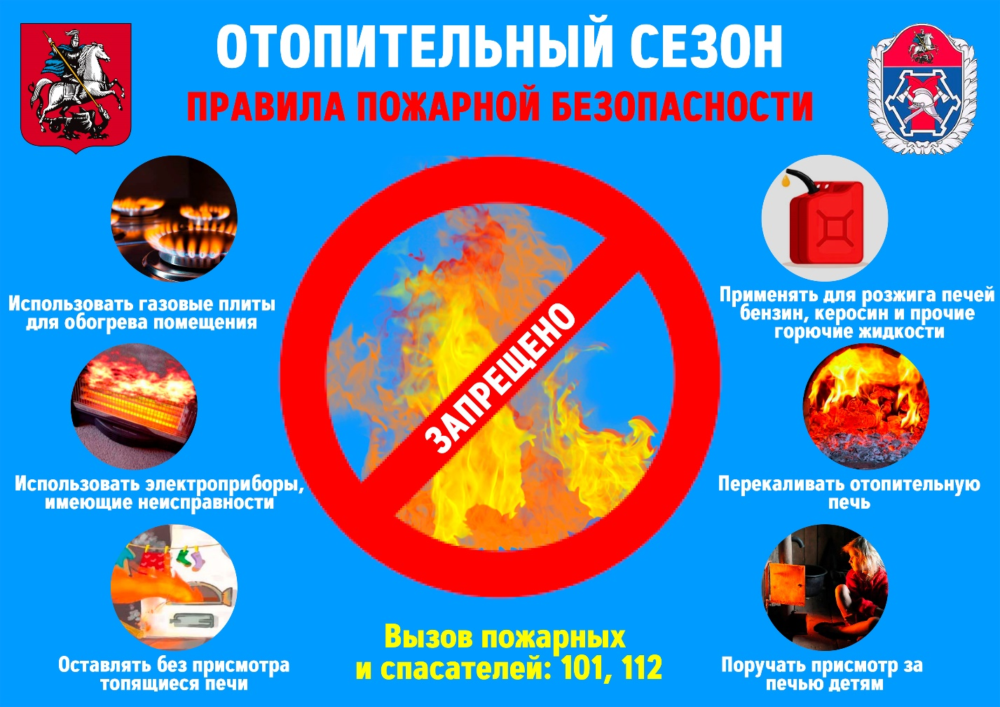 ОТОПИТЕЛЬНЫЙ СЕЗОН
ПРАВИЛА ПОЖАРНОЙ БЕЗОПАСНОСТИ
Использовать газовые плиты
для обогрева помещения
Использовать электроприборы,
имеющие неисправности
Оставлять без присмотра
топящиеся печи
ЗАПРЕЩЕНО
Вызов пожарных
и спасателей: 101, 112
Применять для розжига печей
бензин, керосин и прочие
горючие жидкости
Перекаливать отопительную
печь
Поручать присмотр за
печью детям